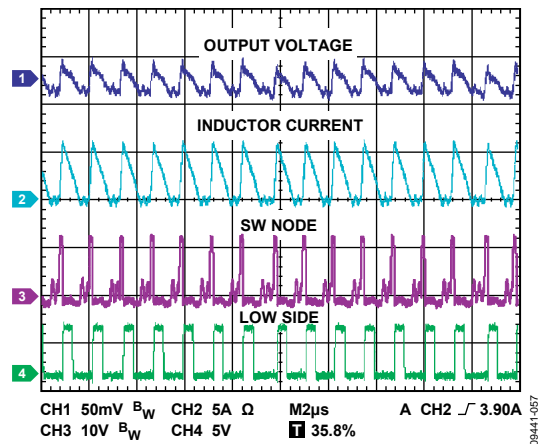 OUTPUT VOLTAGE
1
INDUCTOR CURRENT
2
SW NODE
3
LOW SIDE
4
CH1 50mV BW CH2 5A Ω M2µs A CH2 3.90A
CH3 10V BW CH4 5V T 35.8%
09441-057